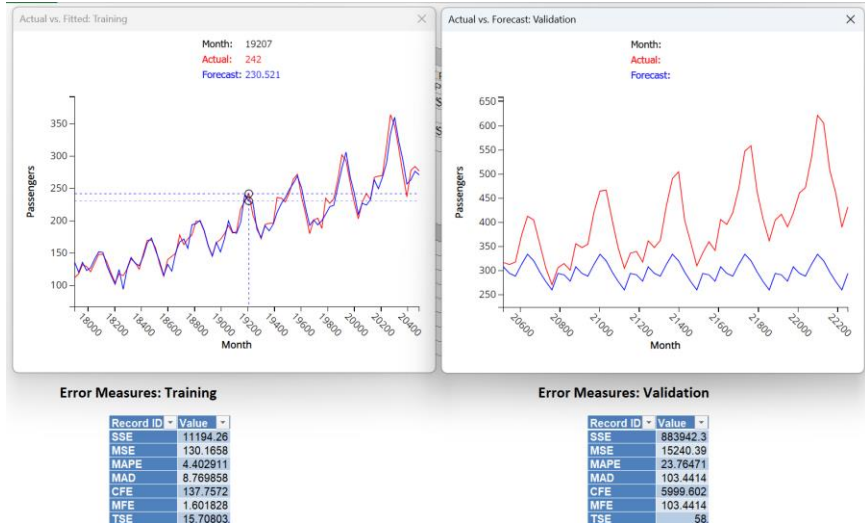 Actual vs. Fitted: Training
Month: 19207
Actual: 242
Forecast: 230.521
Passengers
350
300
250
200
150
100
18000 18200 18400 18600 18800 19000 19200 19400 19600 19800 20000 20200 20400
Month
Actual vs. Forecast: Validation
Month:
Actual:
Forecast:
Passengers
650
600
550
500
450
400
350
300
250
20600 20800 21000 21200 21400 21600 21800 22000 22200
Month
Error Measures: Training
Record ID Value
SSE 11194.26
MSE 130.1658
MAPE 4.402911
MAD 8.769858
CFE 137.7572
MFE 1.601828
TSE 15.70803
Error Measures: Validation
Record ID Value
SSE 883942.3
MSE 15240.39
MAPE 23.76471
MAD 103.4414
CFE 5999.602
MFE 103.4414
TSE 58